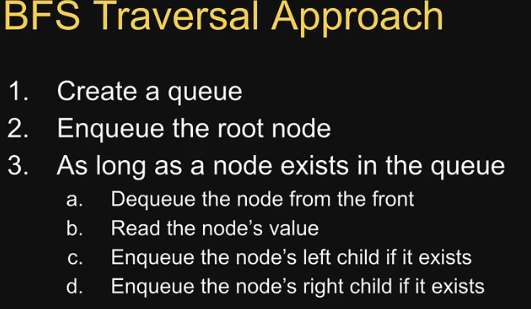 BFS Traversal Approach
1. Create a queue
2. Enqueue the root node
3. As long as a node exists in the queue
a. Dequeue the node from the front
b. Read the node's value
c. Enqueue the node's left child if it exists
d. Enqueue the node's right child if it exists